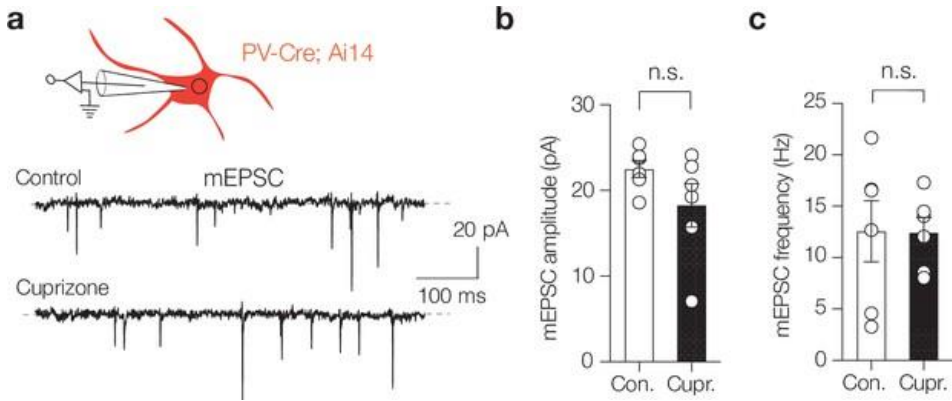 a
PV-Cre; Ai14
Control
mEPSC
20 pA
100 ms
Cuprizone
b
n.s.
mEPSC amplitude (pA)
30
20
10
0
Con.
Cupr.
c
n.s.
mEPSC frequency (Hz)
25
20
15
10
5
0
Con.
Cupr.